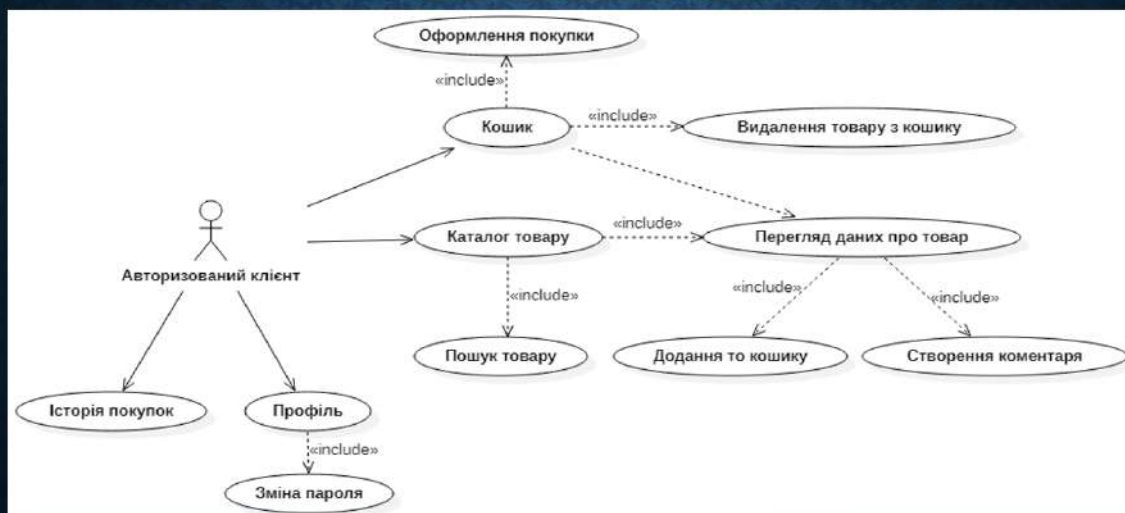 Оформлення покупки
«include»
Кошик
«include»
Видалення товару з кошику
Каталог товару
«include»
Перегляд даних про товар
Авторизований клієнт
«include»
«include»
«include»
Пошук товару
Додання то кошику
Створення коментаря
Історія покупок
Профіль
«include»
Зміна пароля